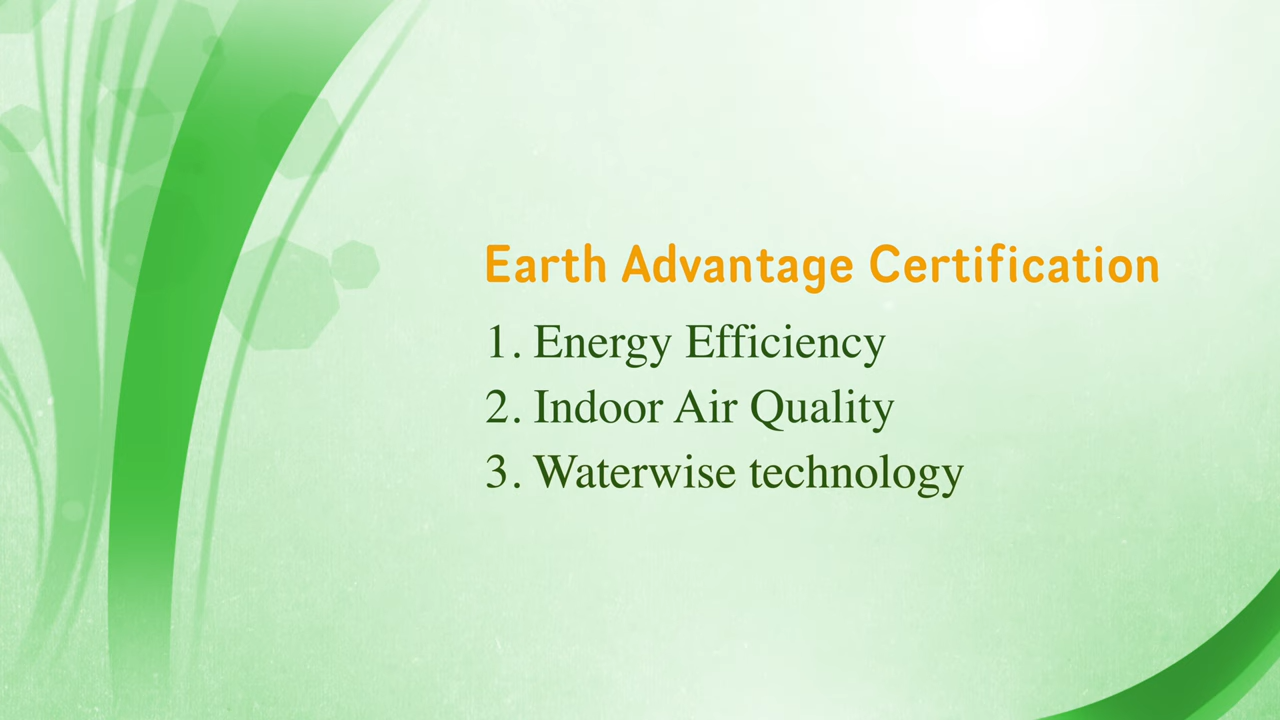 Earth Advantage Certification
1. Energy Efficiency
2. Indoor Air Quality
3. Waterwise technology